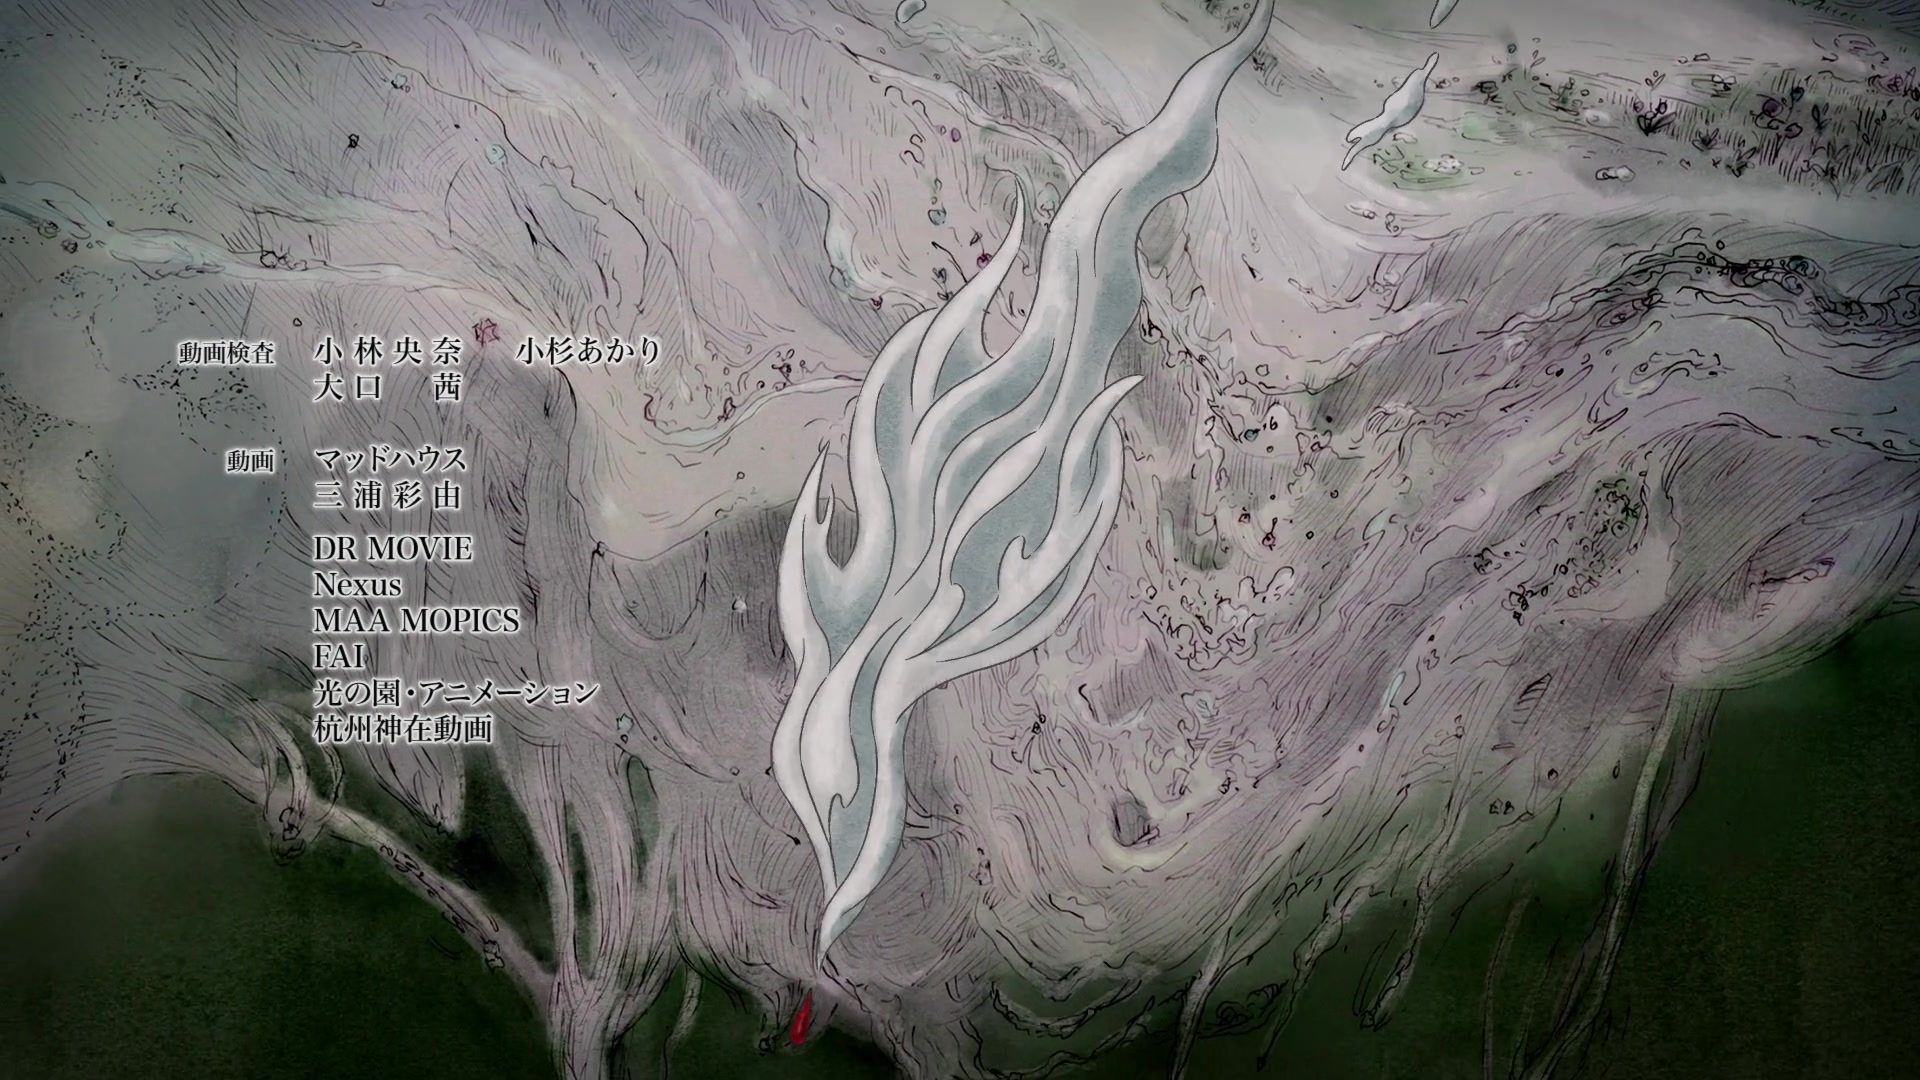 動画検査 小林央奈 小杉あかり
大口 茜
動画 マッドハウス
三浦彩由
DR MOVIE
Nexus
MAA MOPICS
FAI
光の園・アニメーション
杭州神在動画